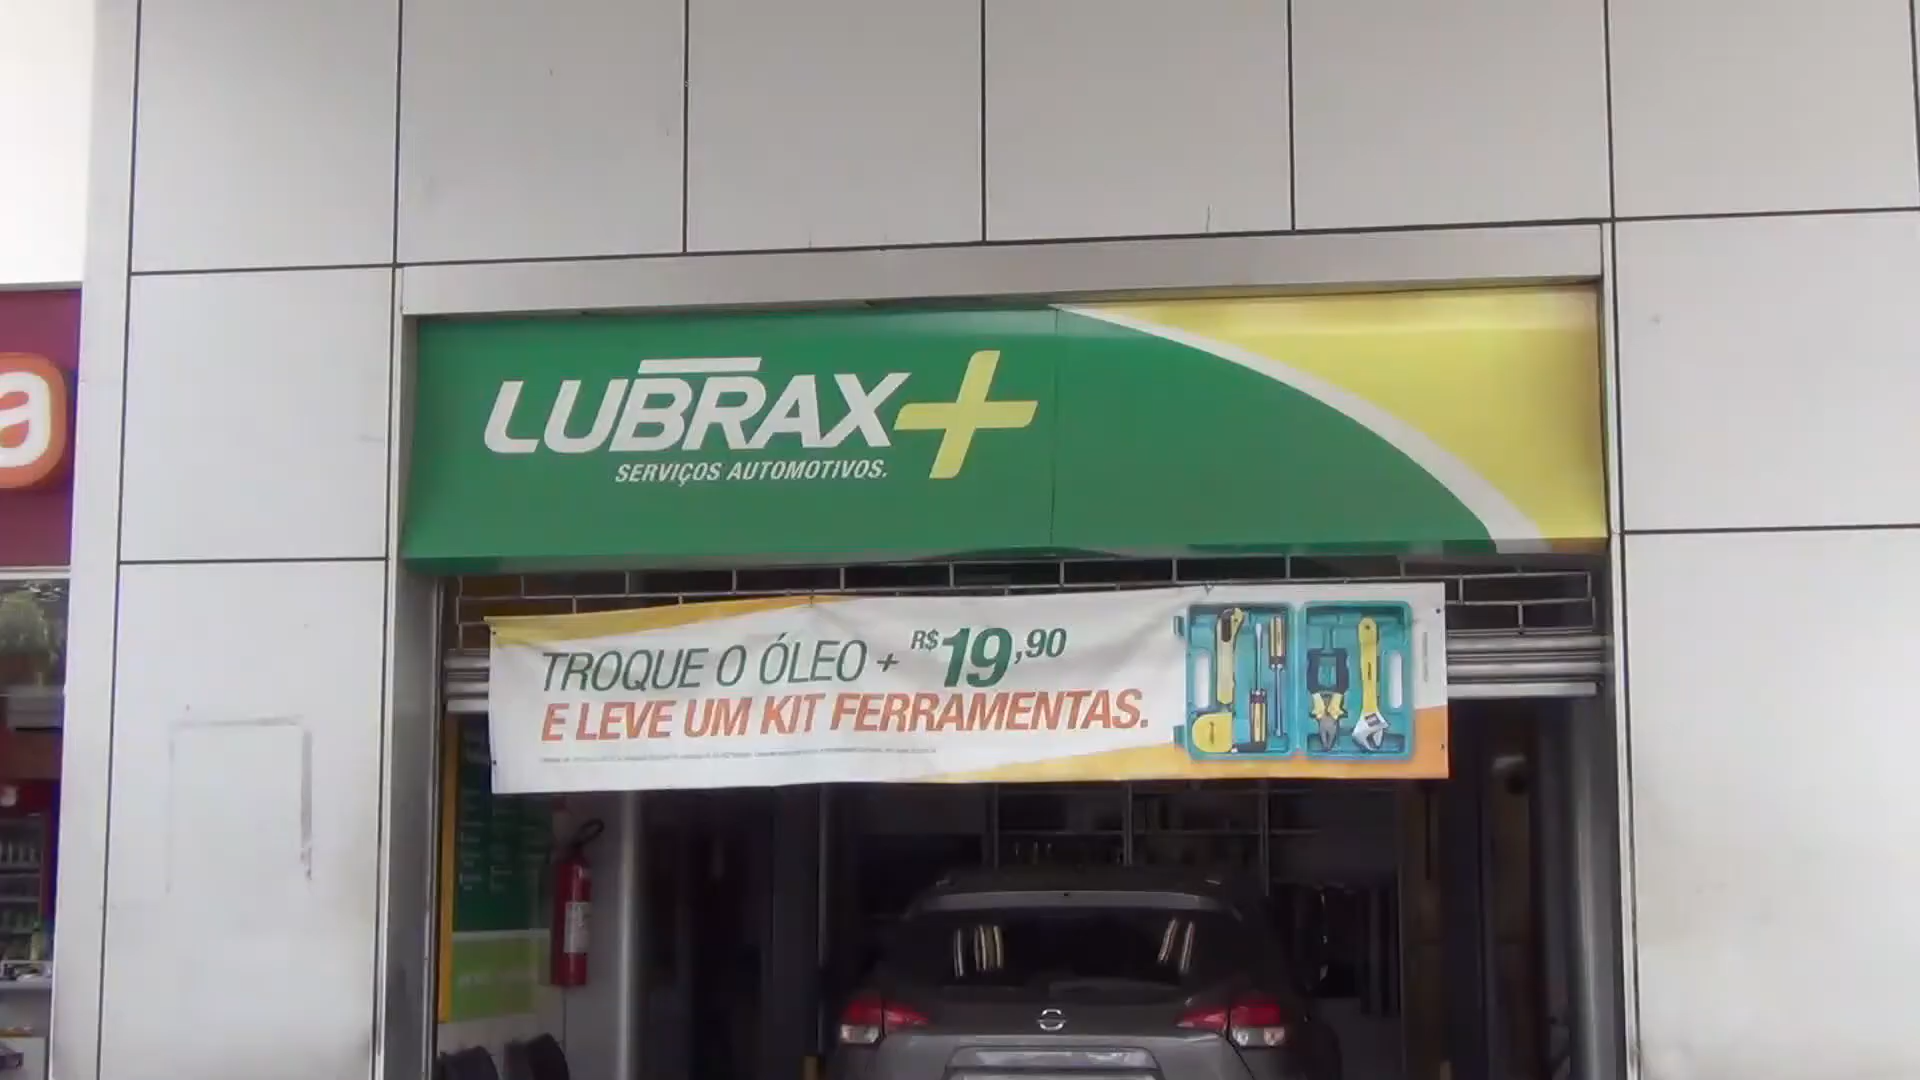 LUBRAX+
SERVIÇOS AUTOMOTIVOS.
a
TROQUE O ÓLEO + R$19,90
E LEVE UM KIT FERRAMENTAS.